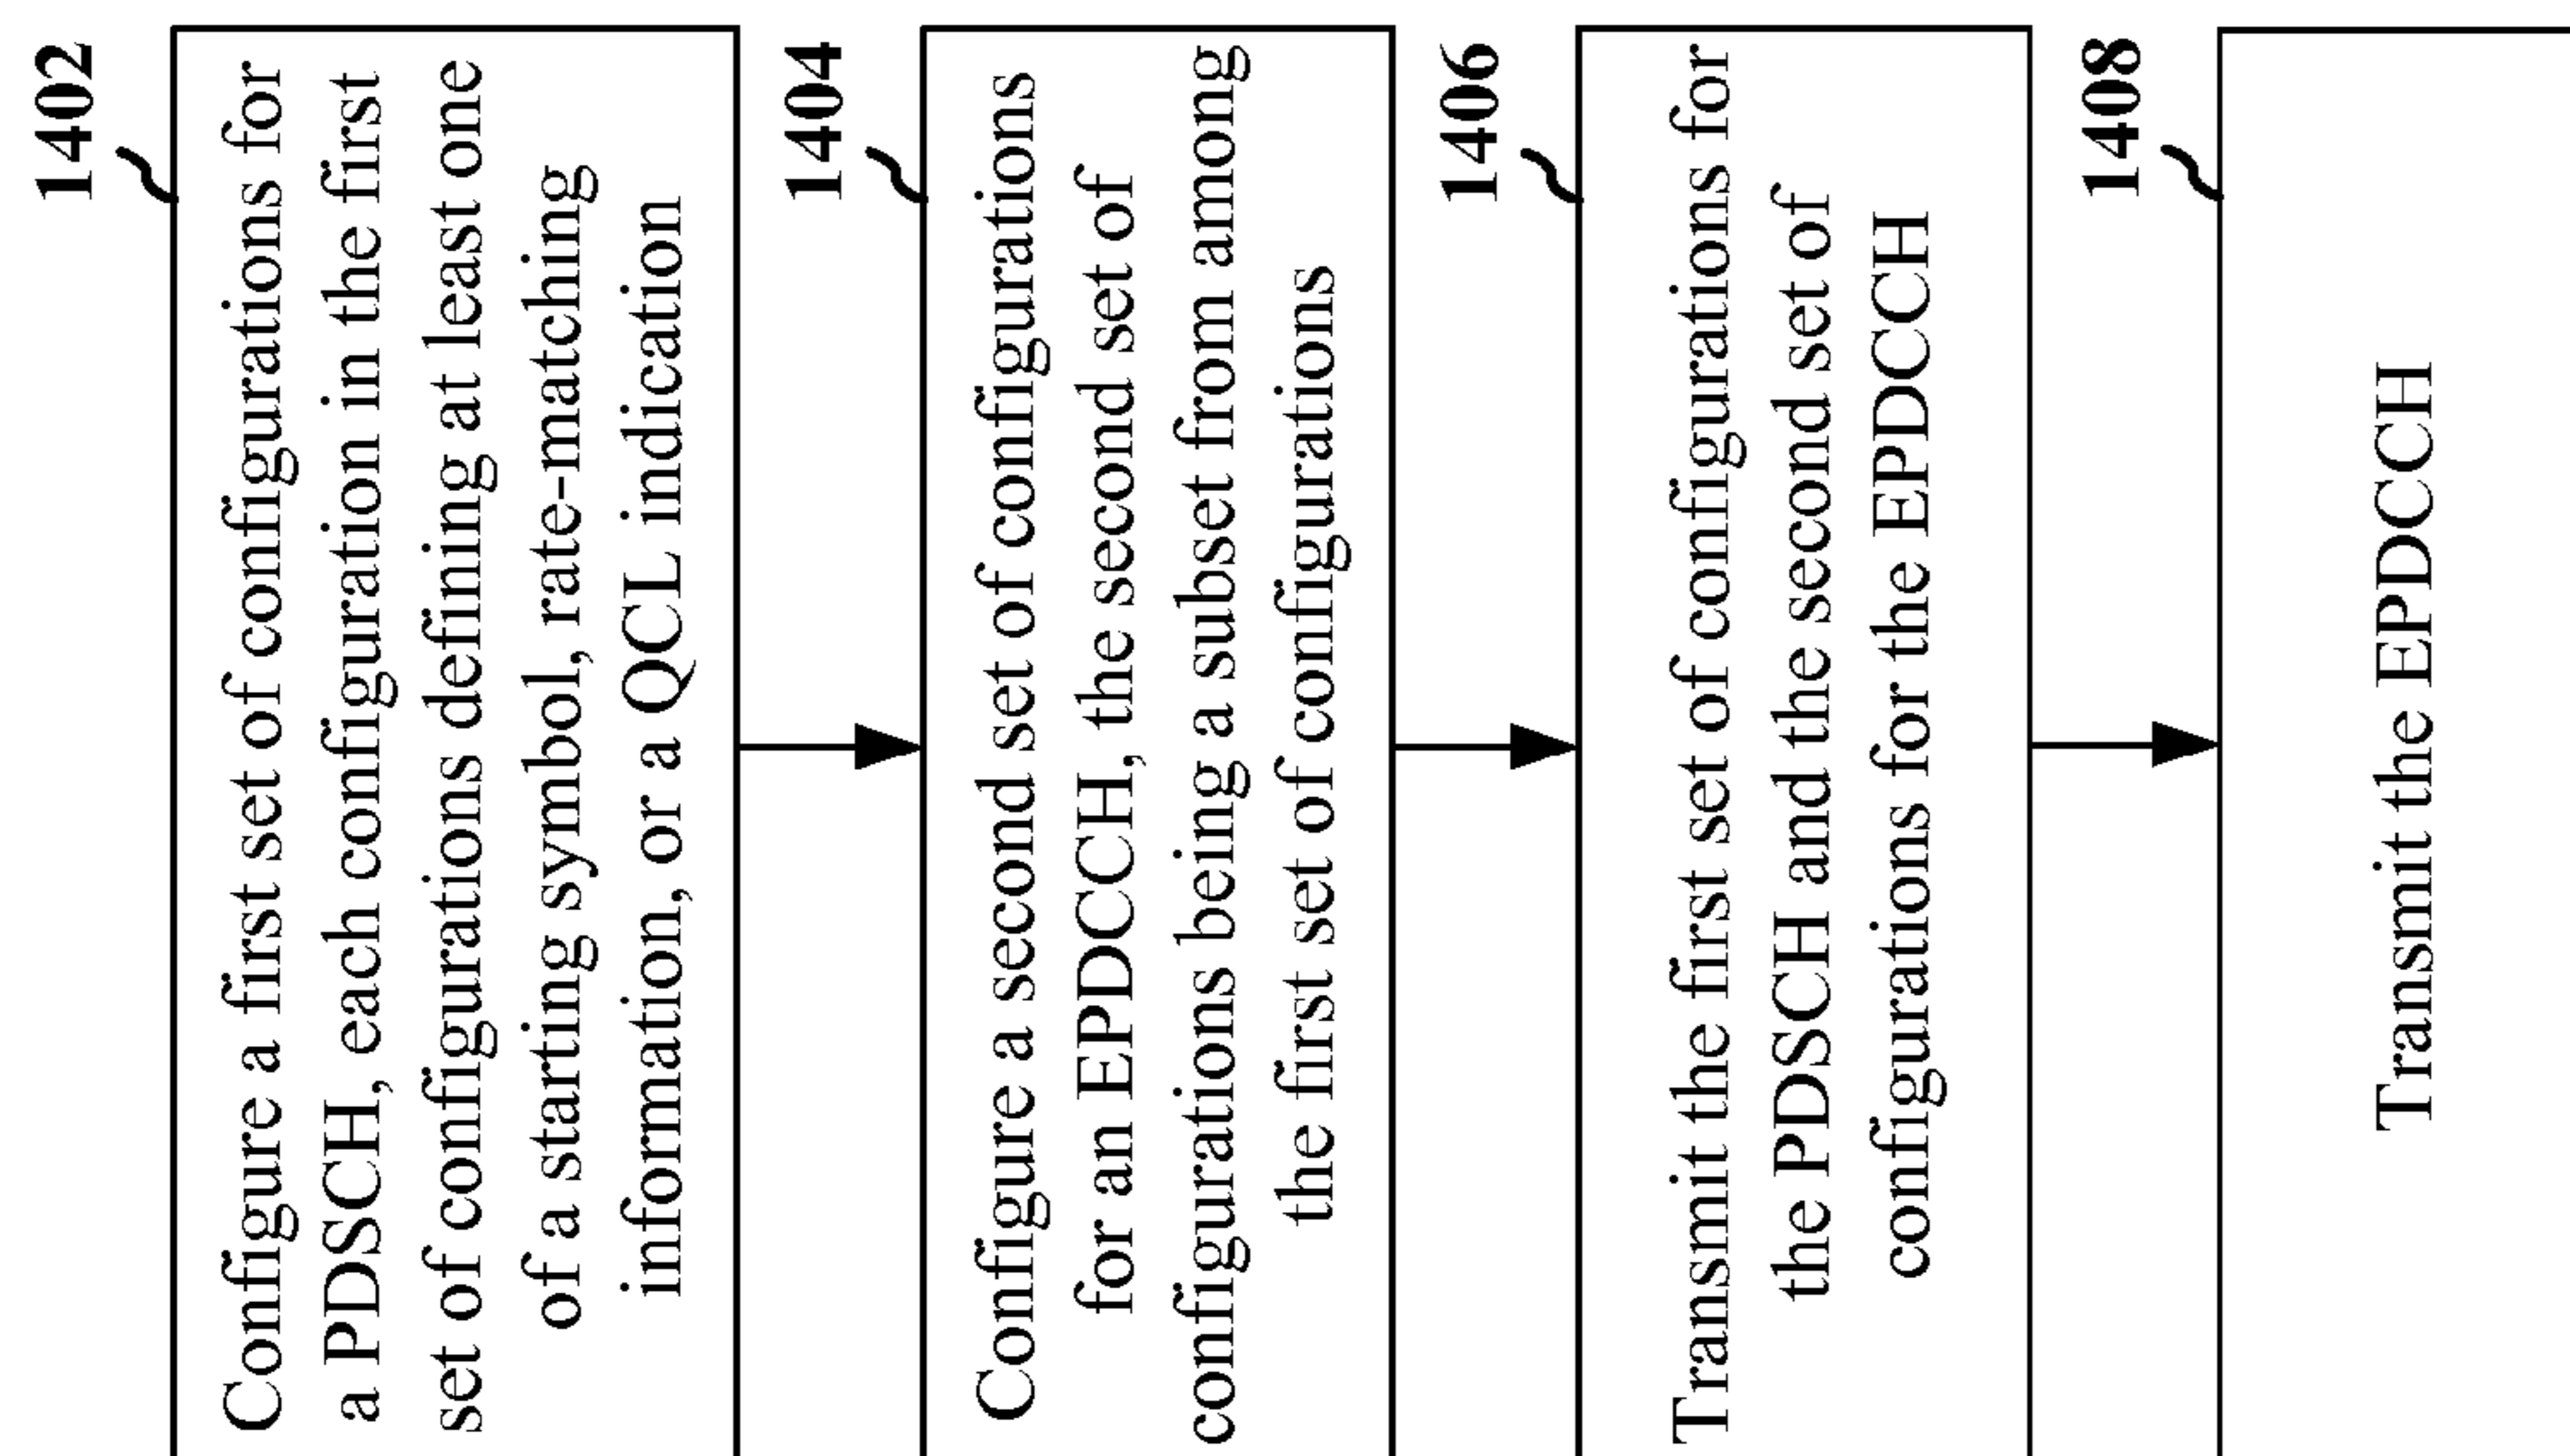 1402
Configure a first set of configurations for
a PDSCH, each configuration in the first
set of configurations defining at least one
of a starting symbol, rate-matching
information, or a QCL indication
1404
Configure a second set of configurations
for an EPDCCH, the second set of
configurations being a subset from among
the first set of configurations
1406
Transmit the first set of configurations for
the PDSCH and the second set of
configurations for the EPDCCH
1408
Transmit the EPDCCH